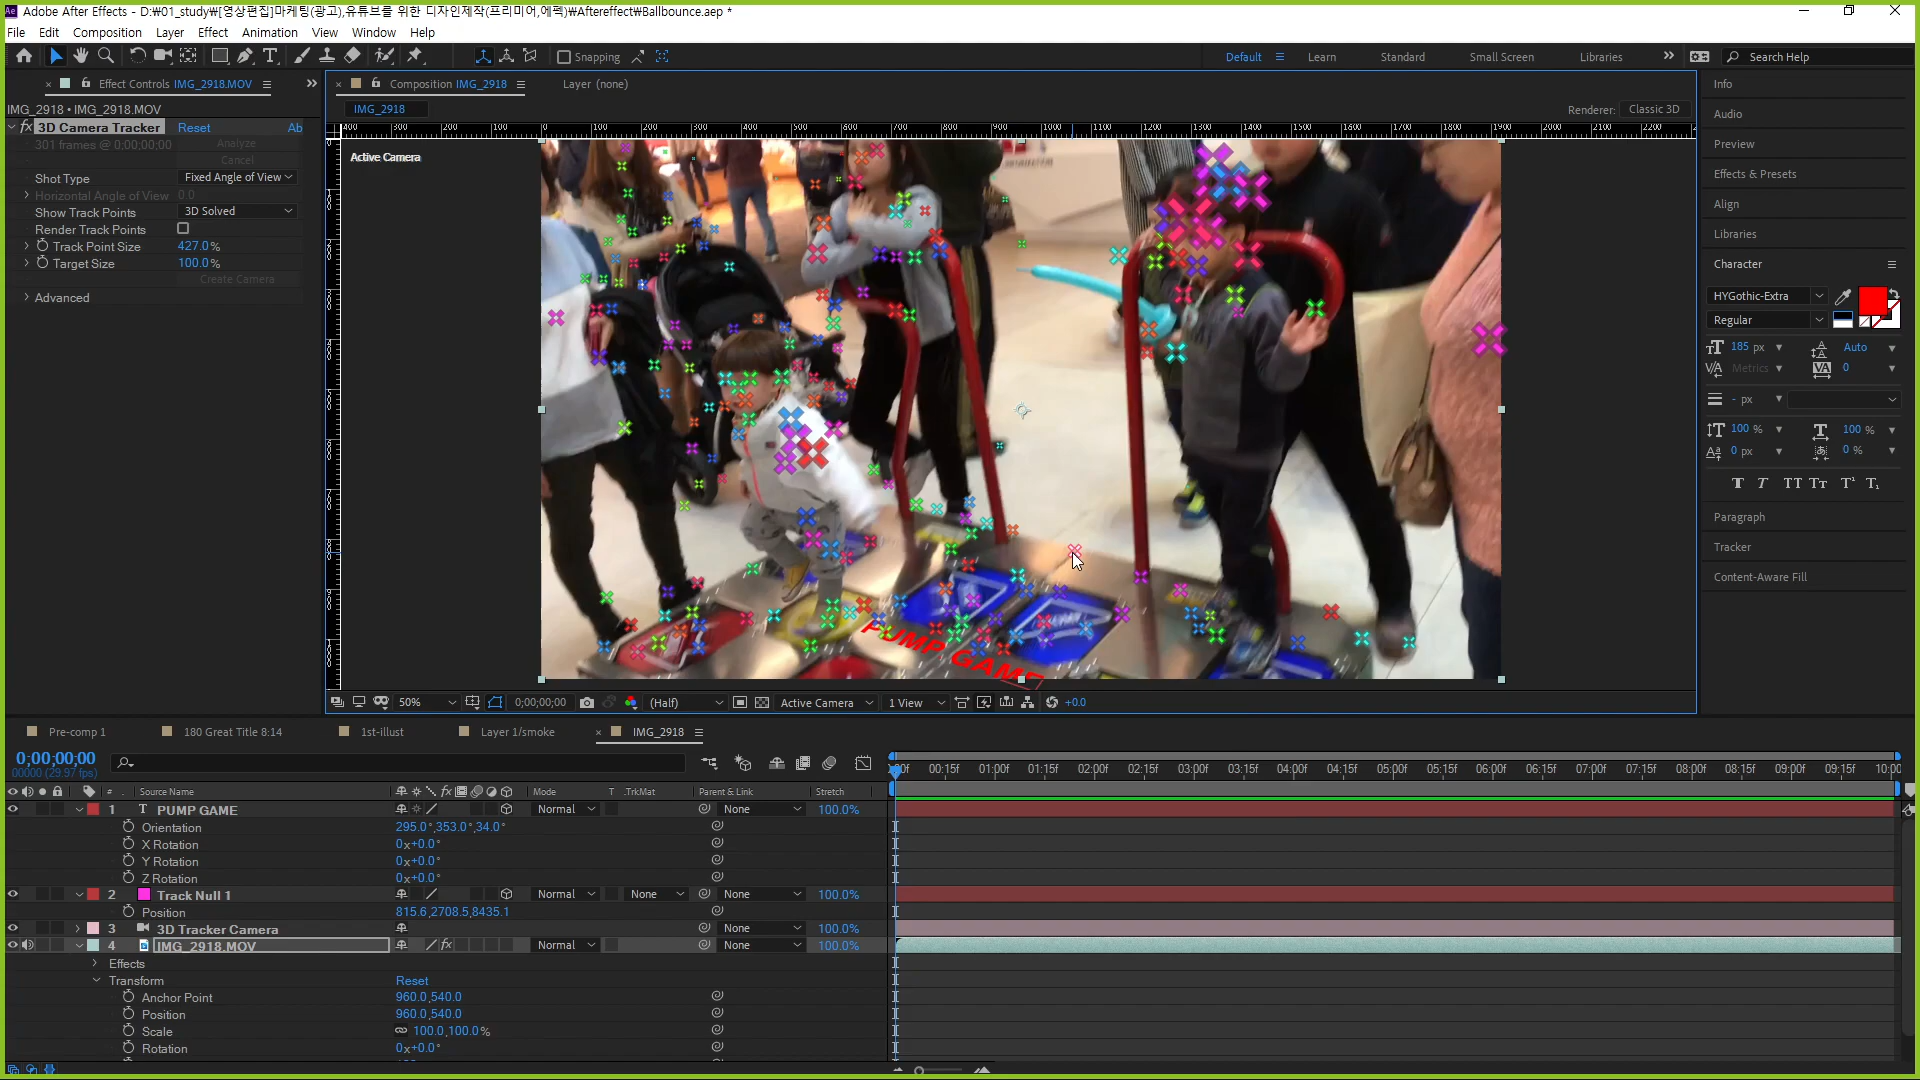 Adobe After Effects - D:₩01_study₩[영상편집]마케팅(광고),유튜브를 위한 디자인제작(프리미어,에펙)₩Aftereffect₩Ballbounce.aep *
File Edit Composition Layer Effect Animation View Window Help
Snapping
Default Learn Standard Small Screen Libraries Search Help
Effect Controls IMG_2918.MOV
Composition IMG_2918 Layer (none)
IMG_2918 • IMG_2918.MOV
IMG_2918
Renderer: Classic 3D
3D Camera Tracker Reset Ab
301 frames @ 0;00;00;00 Analyze
Cancel
Shot Type Fixed Angle of View
Horizontal Angle of View 0.0
Show Track Points 3D Solved
Render Track Points
Track Point Size 427.0%
Target Size 100.0%
Create Camera
Advanced
Active Camera
PUMP GAME
Info
Audio
Preview
Effects & Presets
Align
Libraries
Character
HYGothic-Extra
Regular
185 px Auto
Metrics 0
- px
100 % 100 %
0 px 0 %
T T TT Tt T¹ T₁
Paragraph
Tracker
Content-Aware Fill
50% 0;00;00;00 (Half) Active Camera 1 View +0.0
Pre-comp 1 180 Great Title 8:14 1st-illust Layer 1/smoke IMG_2918
0;00;00;00
00000 (29.97 fps)
00:15f 01:00f 01:15f 02:00f 02:15f 03:00f 03:15f 04:00f 04:15f 05:00f 05:15f 06:00f 06:15f 07:00f 07:15f 08:00f 08:15f 09:00f 09:15f 10:00
# Source Name Mode T .TrkMat Parent & Link Stretch
1 T PUMP GAME Normal None 100.0%
Orientation 295.0°,353.0°,34.0°
X Rotation 0x+0.0°
Y Rotation 0x+0.0°
Z Rotation 0x+0.0°
2 Track Null 1 Normal None None 100.0%
Position 815.6,2708.5,8435.1
3 3D Tracker Camera None 100.0%
4 IMG_2918.MOV Normal None 100.0%
Effects
Transform Reset
Anchor Point 960.0,540.0
Position 960.0,540.0
Scale 100.0,100.0%
Rotation 0x+0.0°